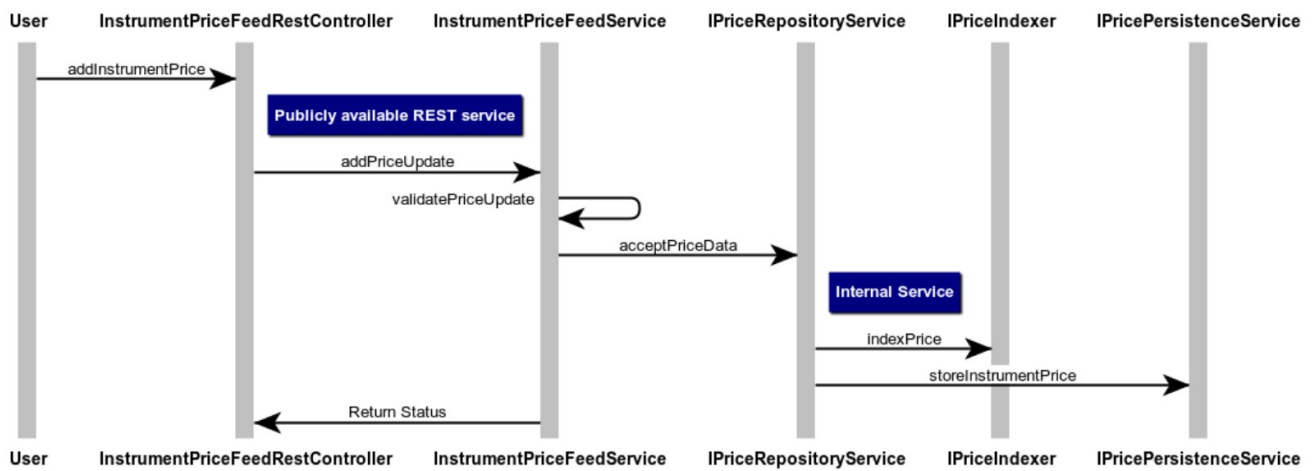 User InstrumentPriceFeedRestController InstrumentPriceFeedService IPriceRepositoryService IPriceIndexer IPricePersistenceService
addInstrumentPrice
Publicly available REST service
addPriceUpdate
validatePriceUpdate
acceptPriceData
Internal Service
indexPrice
storeInstrumentPrice
Return Status
User InstrumentPriceFeedRestController InstrumentPriceFeedService IPriceRepositoryService IPriceIndexer IPricePersistenceService